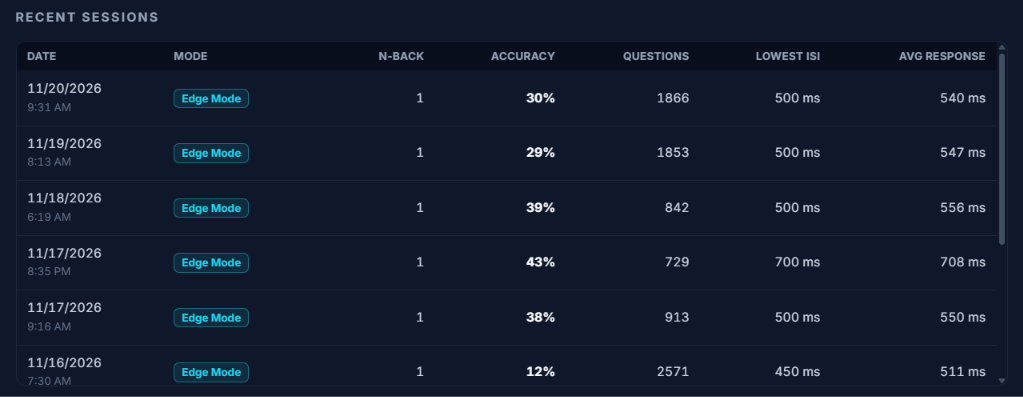 RECENT SESSIONS
DATE MODE N-BACK ACCURACY QUESTIONS LOWEST ISI AVG RESPONSE
11/20/2026
9:31 AM
Edge Mode 1 30% 1866 500 ms 540 ms
11/19/2026
8:13 AM
Edge Mode 1 29% 1853 500 ms 547 ms
11/18/2026
6:19 AM
Edge Mode 1 39% 842 500 ms 556 ms
11/17/2026
8:35 PM
Edge Mode 1 43% 729 700 ms 708 ms
11/17/2026
9:16 AM
Edge Mode 1 38% 913 500 ms 550 ms
11/16/2026
7:30 AM
Edge Mode 1 12% 2571 450 ms 511 ms